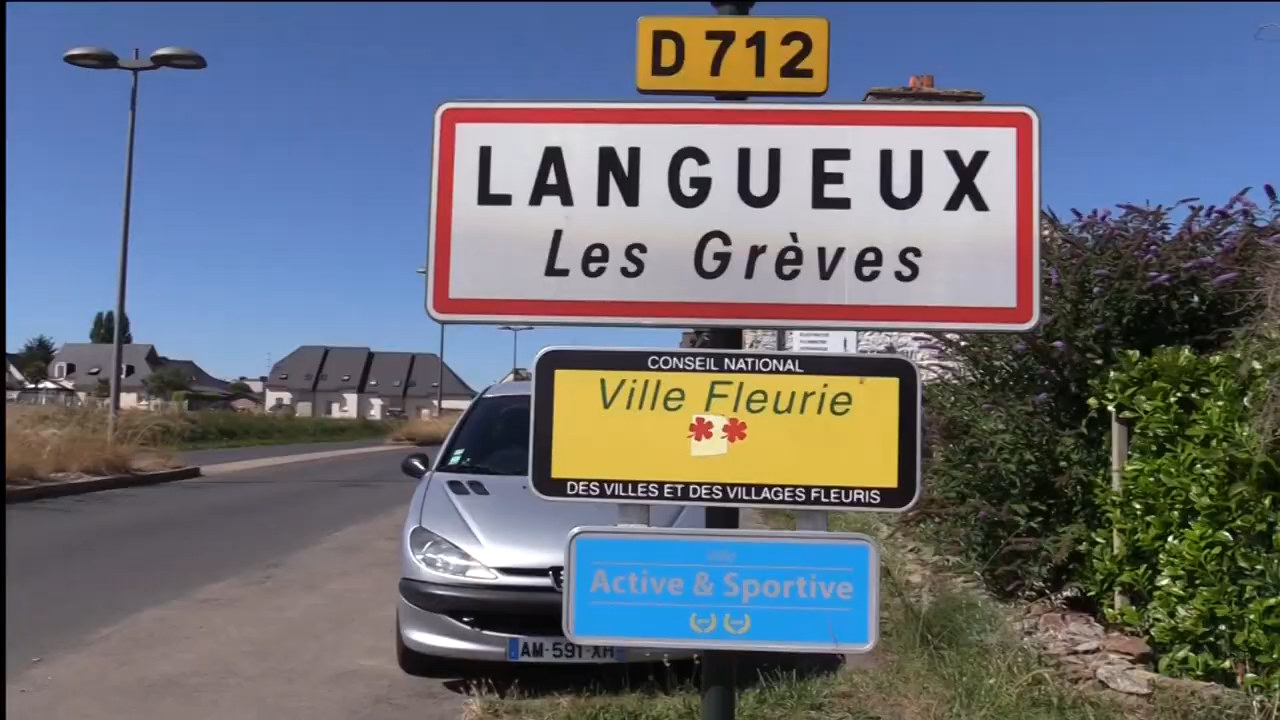 D 712
LANGUEUX
Les Grèves
CONSEIL NATIONAL
Ville Fleurie
DES VILLES ET DES VILLAGES FLEURIS
Ville
Active & Sportive
AM-591-XH